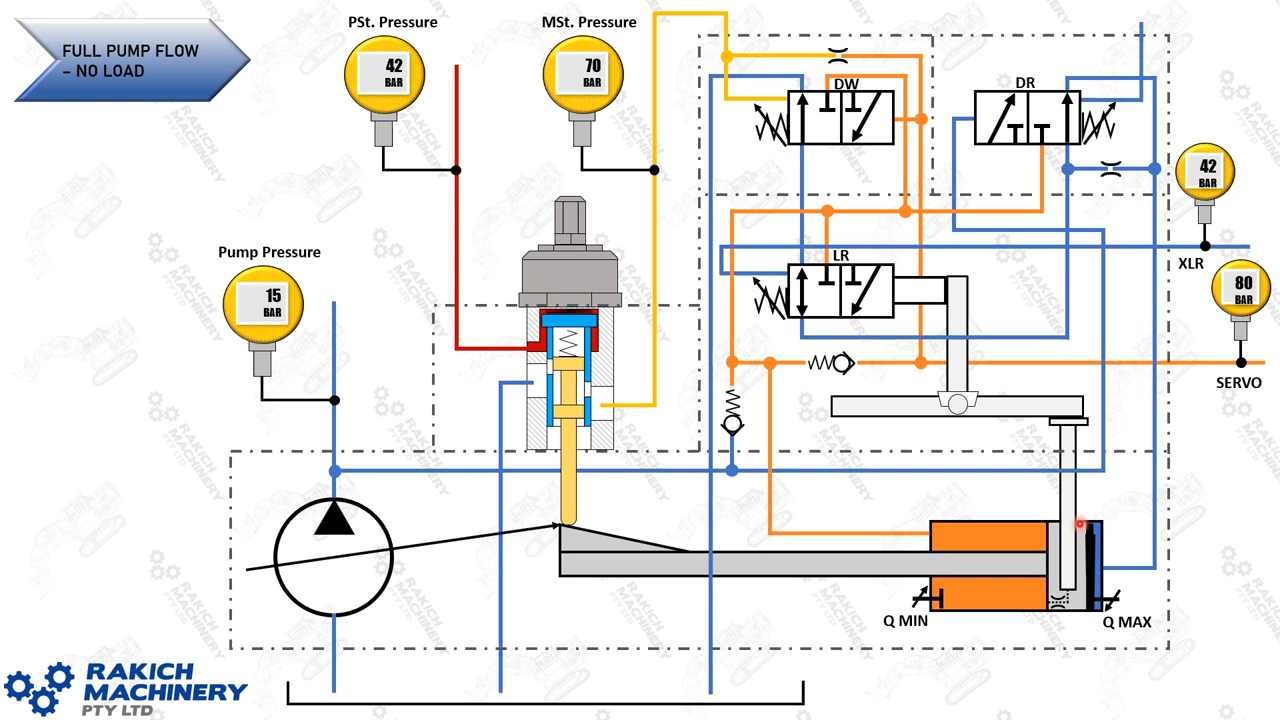 FULL PUMP FLOW
– NO LOAD
PSt. Pressure
42
BAR
MSt. Pressure
70
BAR
DW
DR
42
BAR
XLR
Pump Pressure
15
BAR
LR
80
BAR
SERVO
Q MIN
Q MAX
RAKICH
MACHINERY
PTY LTD